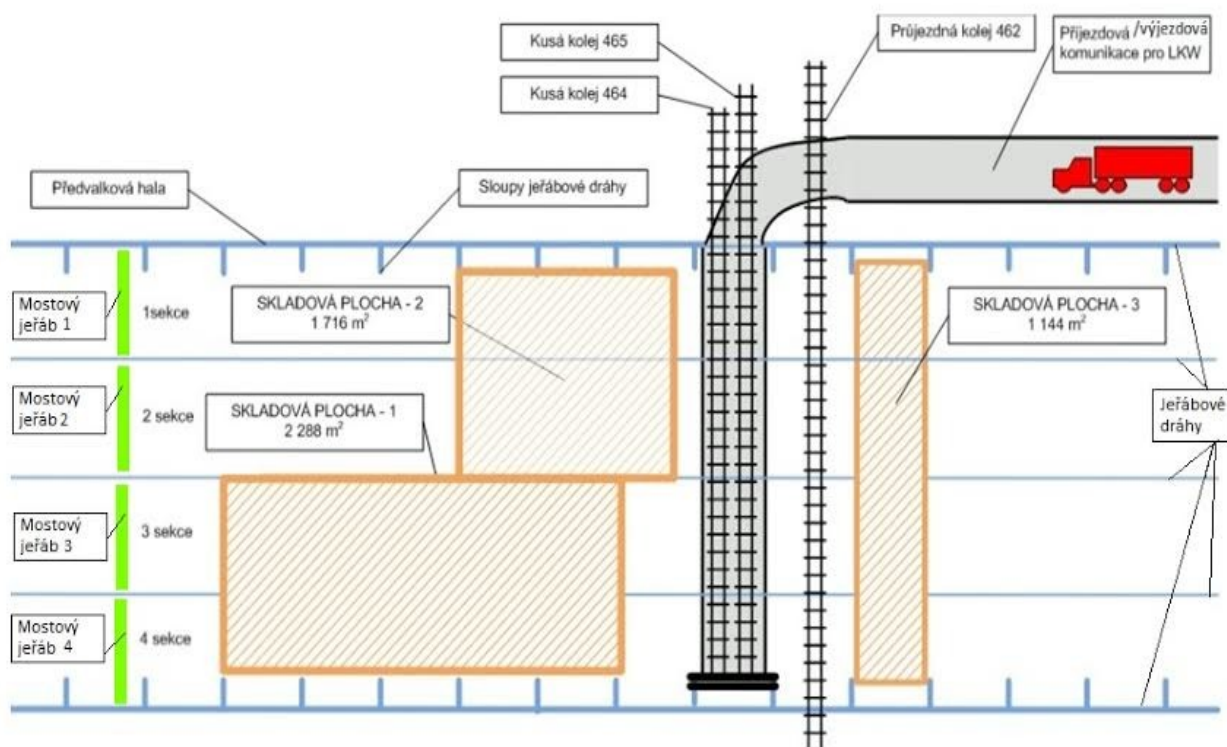 Kusá kolej 465
Průjezdná kolej 462
Příjezdová /výjezdová
komunikace pro LKW
Kusá kolej 464
Předvalková hala
Sloupy jeřábové dráhy
Mostový
jeřáb 1
1sekce
SKLADOVÁ PLOCHA - 2
1 716 m²
SKLADOVÁ PLOCHA - 3
1 144 m²
Mostový
jeřáb 2
2 sekce
SKLADOVÁ PLOCHA - 1
2 288 m²
Jeřábové
dráhy
Mostový
jeřáb 3
3 sekce
Mostový
jeřáb 4
4 sekce